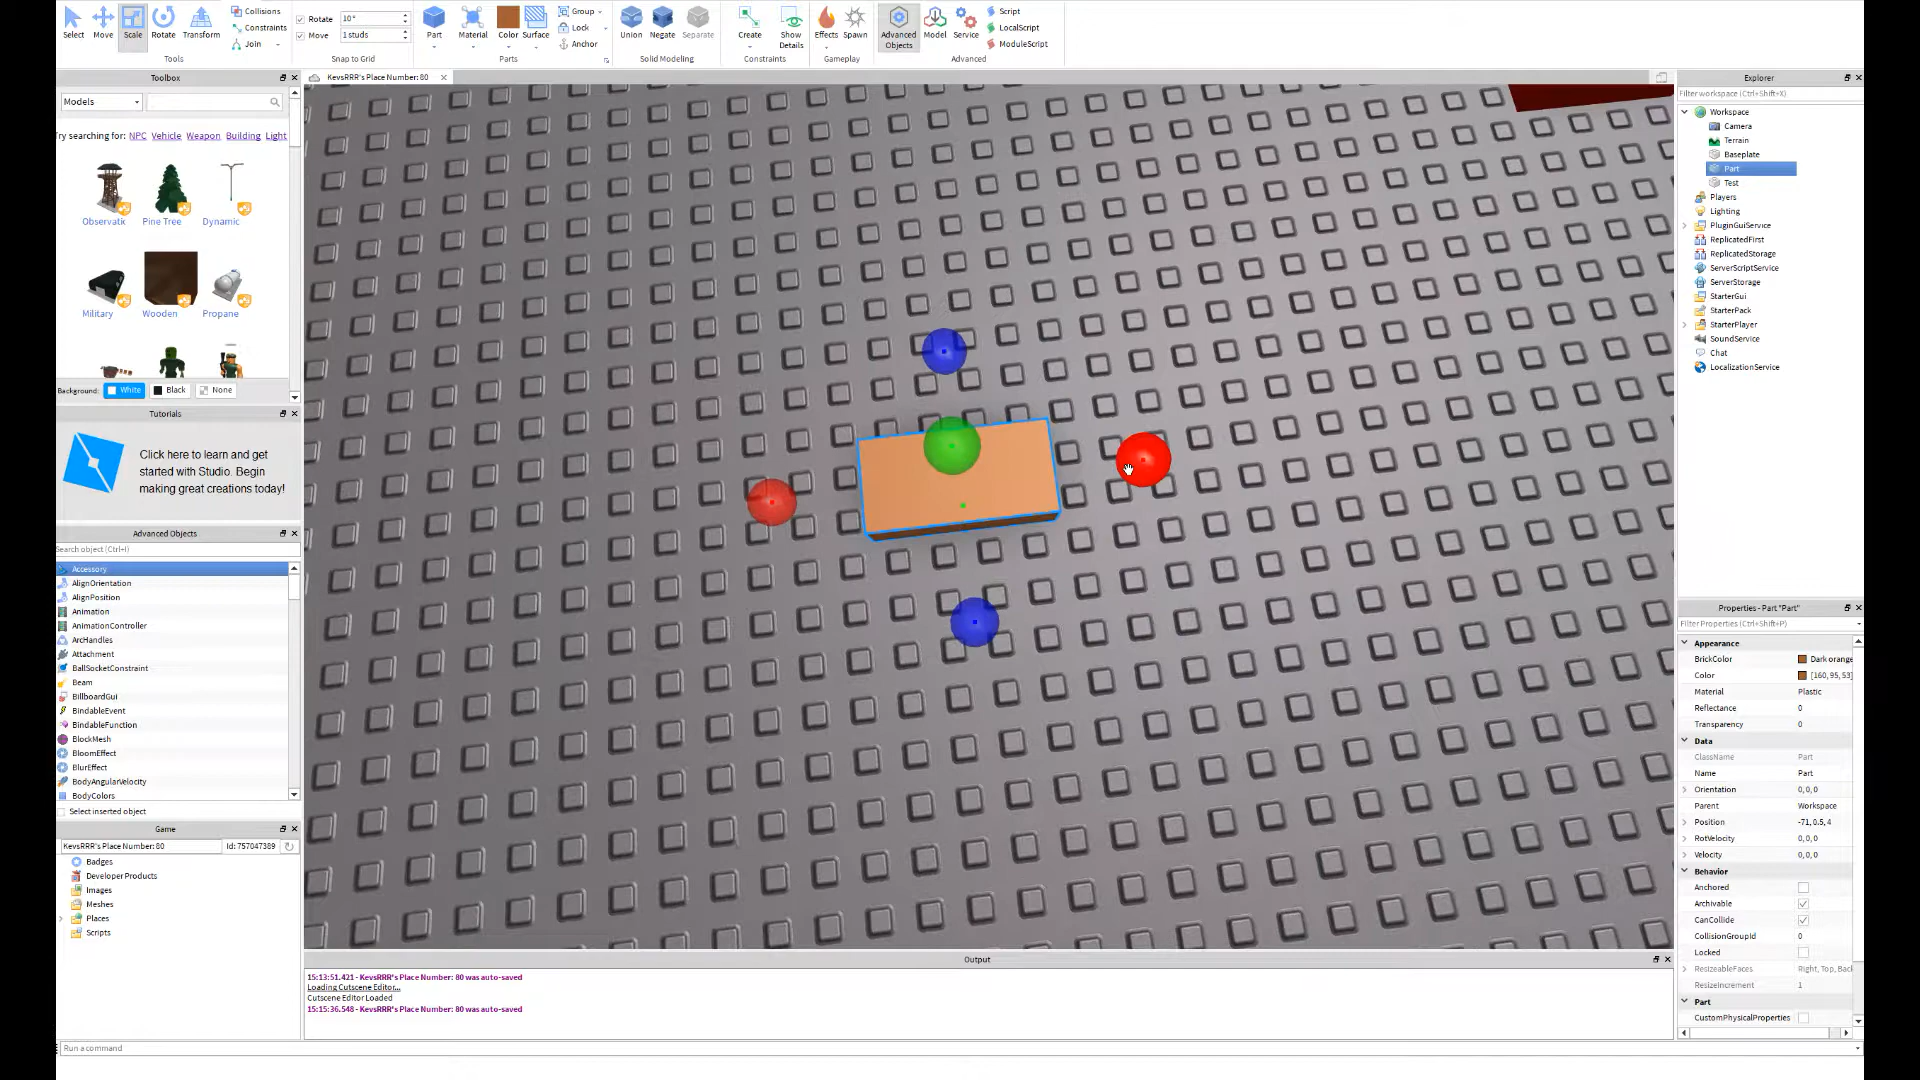 Select
Move
Scale
Rotate
Transform
Collisions
Constraints
Join
Tools
Rotate 10°
Move 1 studs
Snap to Grid
Part
Material
Color
Surface
Group
Lock
Anchor
Parts
Union
Negate
Separate
Solid Modeling
Create
Show Details
Constraints
Effects
Spawn
Gameplay
Advanced Objects
Model
Service
Script
LocalScript
ModuleScript
Advanced
Toolbox
KevsRRR's Place Number: 80
Explorer
Models
Filter workspace (Ctrl+Shift+X)
Try searching for: NPC Vehicle Weapon Building Light
Observatic
Pine Tree
Dynamic
Military
Wooden
Propane
Background: White Black None
Tutorials
Click here to learn and get
started with Studio. Begin
making great creations today!
Advanced Objects
Search object (Ctrl+I)
Accessory
AlignOrientation
AlignPosition
Animation
AnimationController
ArcHandles
Attachment
BallSocketConstraint
Beam
BillboardGui
BindableEvent
BindableFunction
BlockMesh
BloomEffect
BlurEffect
BodyAngularVelocity
BodyColors
Select inserted object
Game
KevsRRR's Place Number: 80 Id: 757047389
Badges
Developer Products
Images
Meshes
Places
Scripts
Workspace
Camera
Terrain
Baseplate
Part
Test
Players
Lighting
PluginGuiService
ReplicatedFirst
ReplicatedStorage
ServerScriptService
ServerStorage
StarterGui
StarterPack
StarterPlayer
SoundService
Chat
LocalizationService
Properties - Part "Part"
Filter Properties (Ctrl+Shift+P)
Appearance
BrickColor Dark orange
Color [160, 95, 53]
Material Plastic
Reflectance 0
Transparency 0
Data
ClassName Part
Name Part
Orientation 0, 0, 0
Parent Workspace
Position -71, 0.5, 4
RotVelocity 0, 0, 0
Velocity 0, 0, 0
Behavior
Anchored
Archivable
CanCollide
CollisionGroupId 0
Locked
ResizeableFaces Right, Top, Back
ResizeIncrement 1
Part
CustomPhysicalProperties
Output
15:13:51.421 - KevsRRR's Place Number: 80 was auto-saved
Loading Cutscene Editor...
Cutscene Editor Loaded
15:15:36.548 - KevsRRR's Place Number: 80 was auto-saved
Run a command